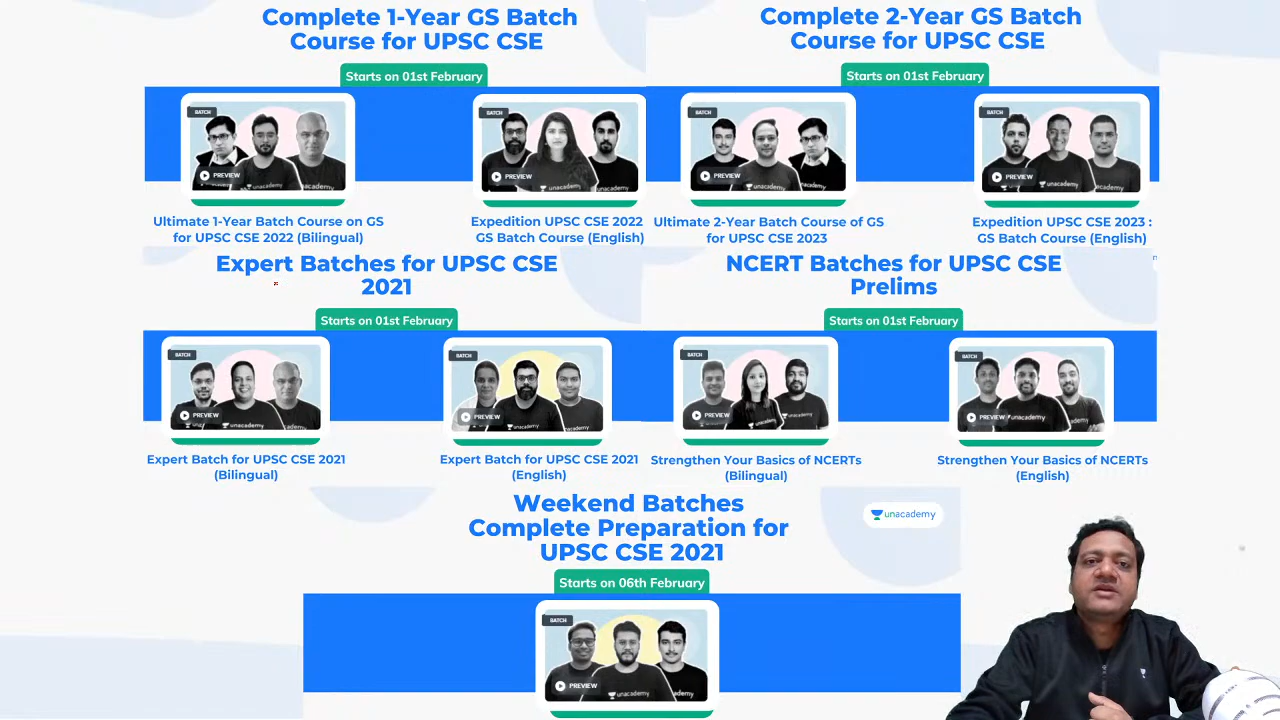 Complete 1-Year GS Batch
Course for UPSC CSE
Starts on 01st February
BATCH
PREVIEW
unacademy
BATCH
PREVIEW
unacademy
Ultimate 1-Year Batch Course on GS
for UPSC CSE 2022 (Bilingual)
Expedition UPSC CSE 2022
GS Batch Course (English)
Complete 2-Year GS Batch
Course for UPSC CSE
Starts on 01st February
BATCH
PREVIEW
unacademy
BATCH
PREVIEW
unacademy
Ultimate 2-Year Batch Course of GS
for UPSC CSE 2023
Expedition UPSC CSE 2023 :
GS Batch Course (English)
Expert Batches for UPSC CSE
2021
Starts on 01st February
BATCH
PREVIEW
unacademy
BATCH
PREVIEW
unacademy
Expert Batch for UPSC CSE 2021
(Bilingual)
Expert Batch for UPSC CSE 2021
(English)
NCERT Batches for UPSC CSE
Prelims
Starts on 01st February
BATCH
PREVIEW
unacademy
BATCH
PREVIEW
unacademy
Strengthen Your Basics of NCERTs
(Bilingual)
Strengthen Your Basics of NCERTs
(English)
Weekend Batches
Complete Preparation for
UPSC CSE 2021
unacademy
Starts on 06th February
BATCH
PREVIEW
unacademy